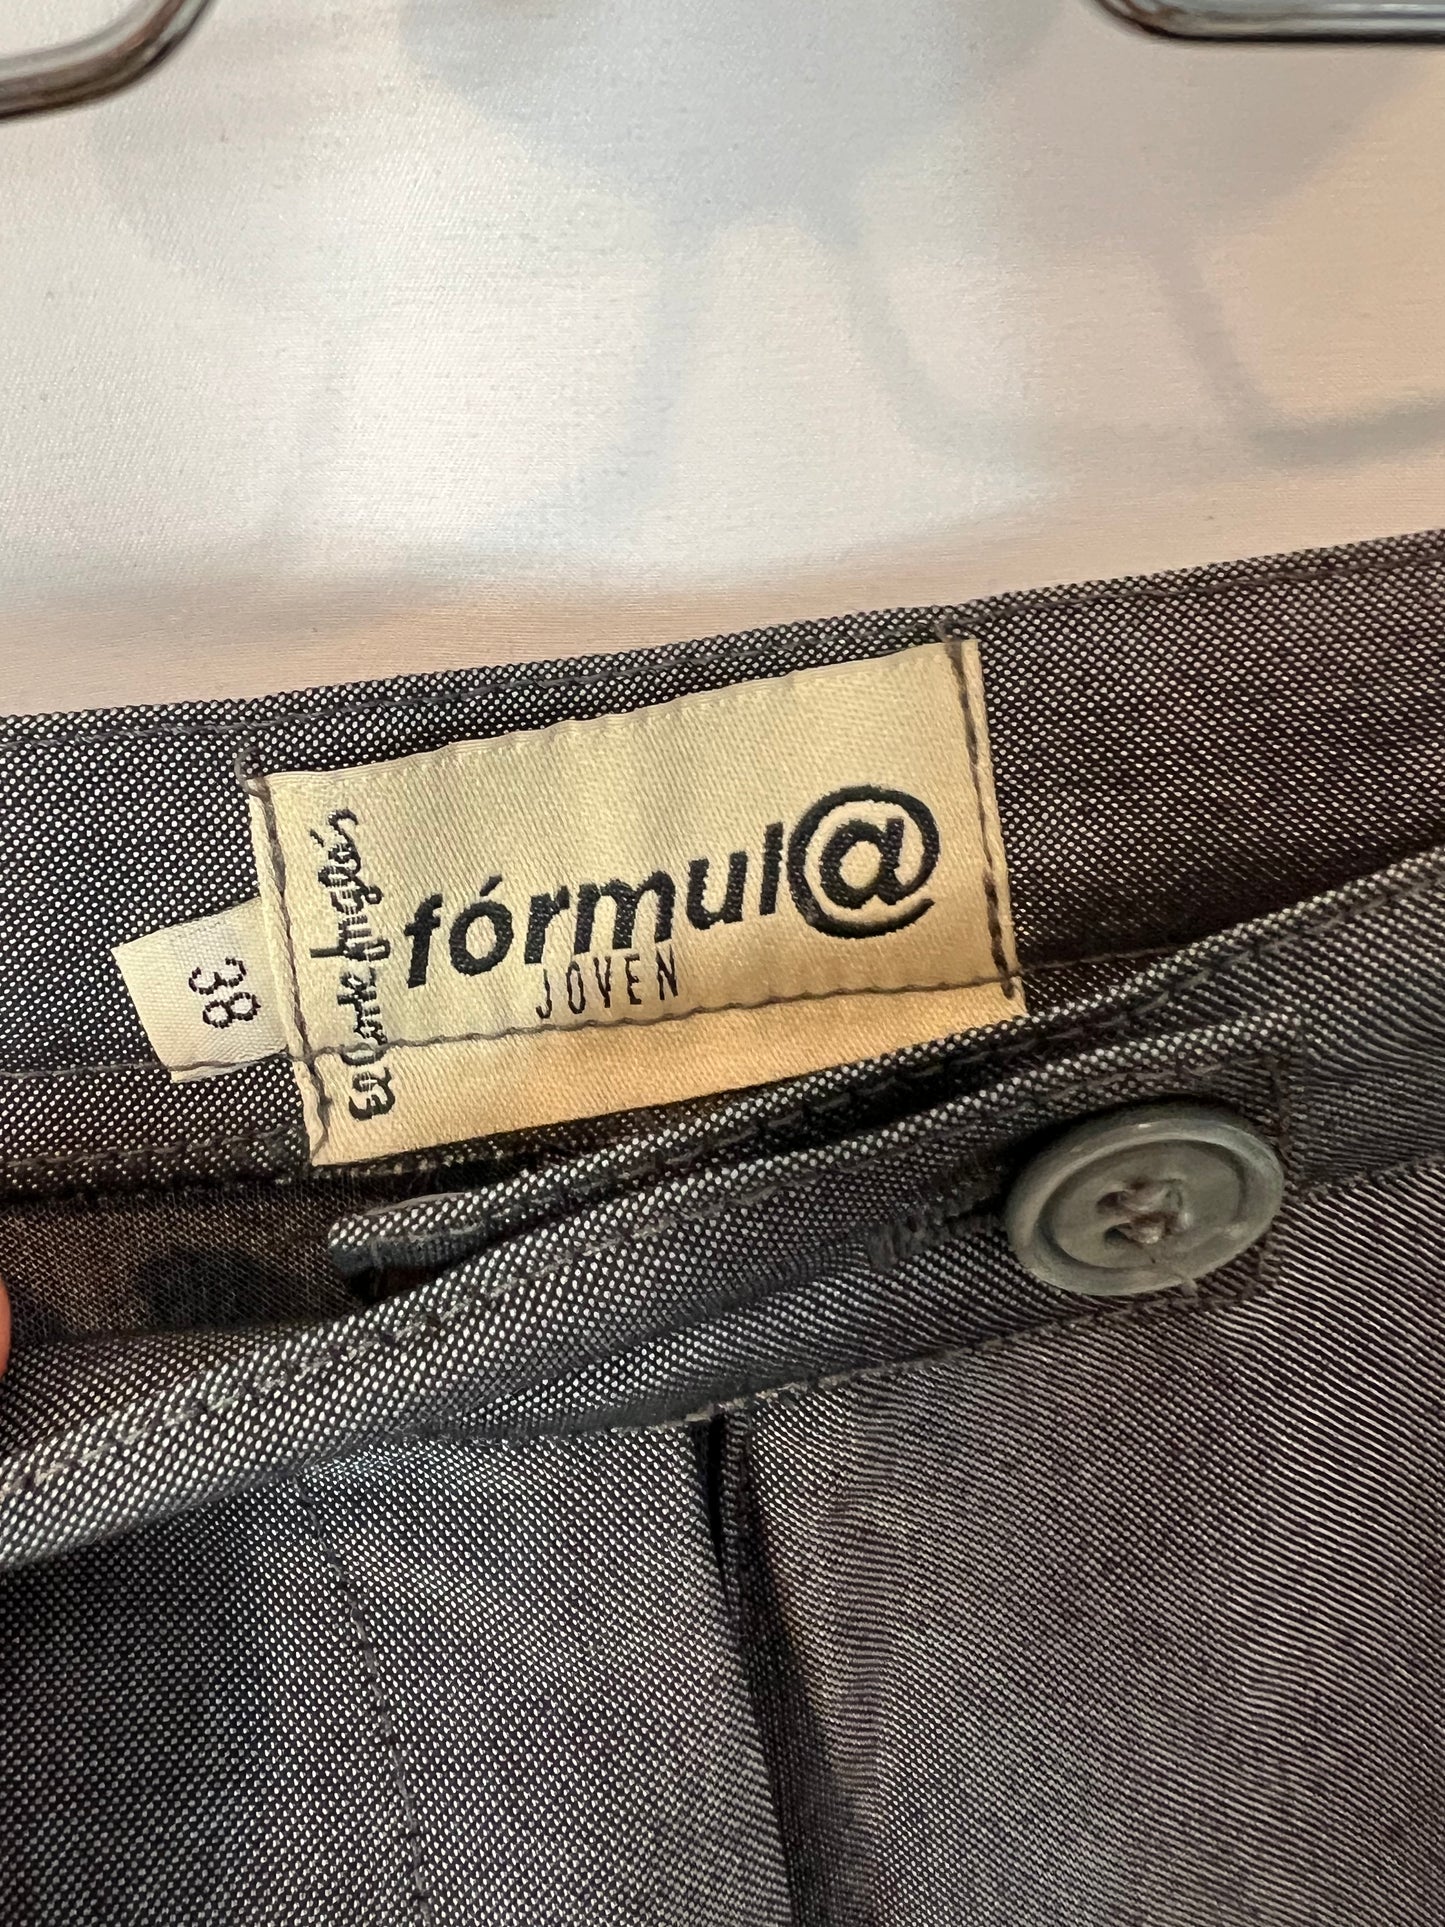 38
El Corte Inglés
fórmul@
JOVEN